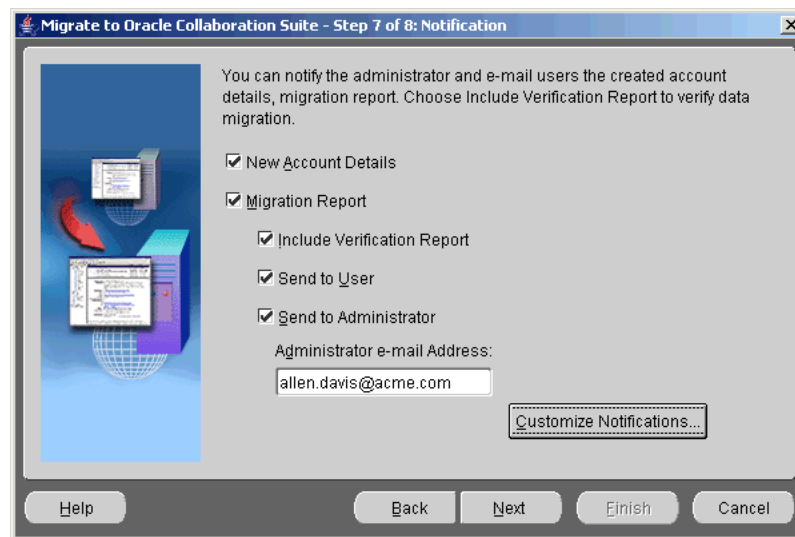 Migrate to Oracle Collaboration Suite - Step 7 of 8: Notification
You can notify the administrator and e-mail users the created account
details, migration report. Choose Include Verification Report to verify data
migration.
New Account Details
Migration Report
Include Verification Report
Send to User
Send to Administrator
Administrator e-mail Address:
allen.davis@acme.com
Customize Notifications...
Help
Back
Next
Finish
Cancel